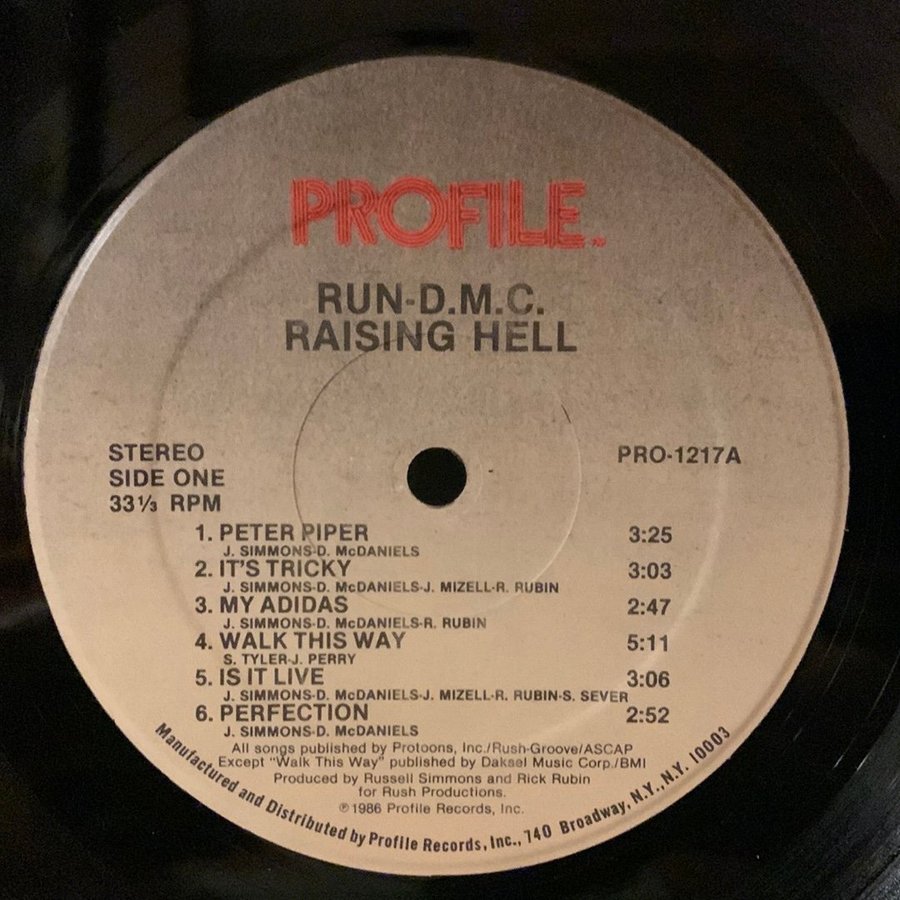 PROFILE.
RUN-D.M.C.
RAISING HELL
STEREO
SIDE ONE
33 1/3 RPM
PRO-1217A
1. PETER PIPER 3:25
J. SIMMONS-D. McDANIELS
2. IT'S TRICKY 3:03
J. SIMMONS-D. McDANIELS-J. MIZELL-R. RUBIN
3. MY ADIDAS 2:47
J. SIMMONS-D. McDANIELS-R. RUBIN
4. WALK THIS WAY 5:11
S. TYLER-J. PERRY
5. IS IT LIVE 3:06
J. SIMMONS-D. McDANIELS-J. MIZELL-R. RUBIN-S. SEVER
6. PERFECTION 2:52
J. SIMMONS-D. McDANIELS
All songs published by Protoons, Inc./Rush-Groove/ASCAP
Except "Walk This Way" published by Daksel Music Corp./BMI
Produced by Russell Simmons and Rick Rubin
for Rush Productions.
℗1986 Profile Records, Inc.
Manufactured and Distributed by Profile Records, Inc., 740 Broadway, N.Y., N.Y. 10003